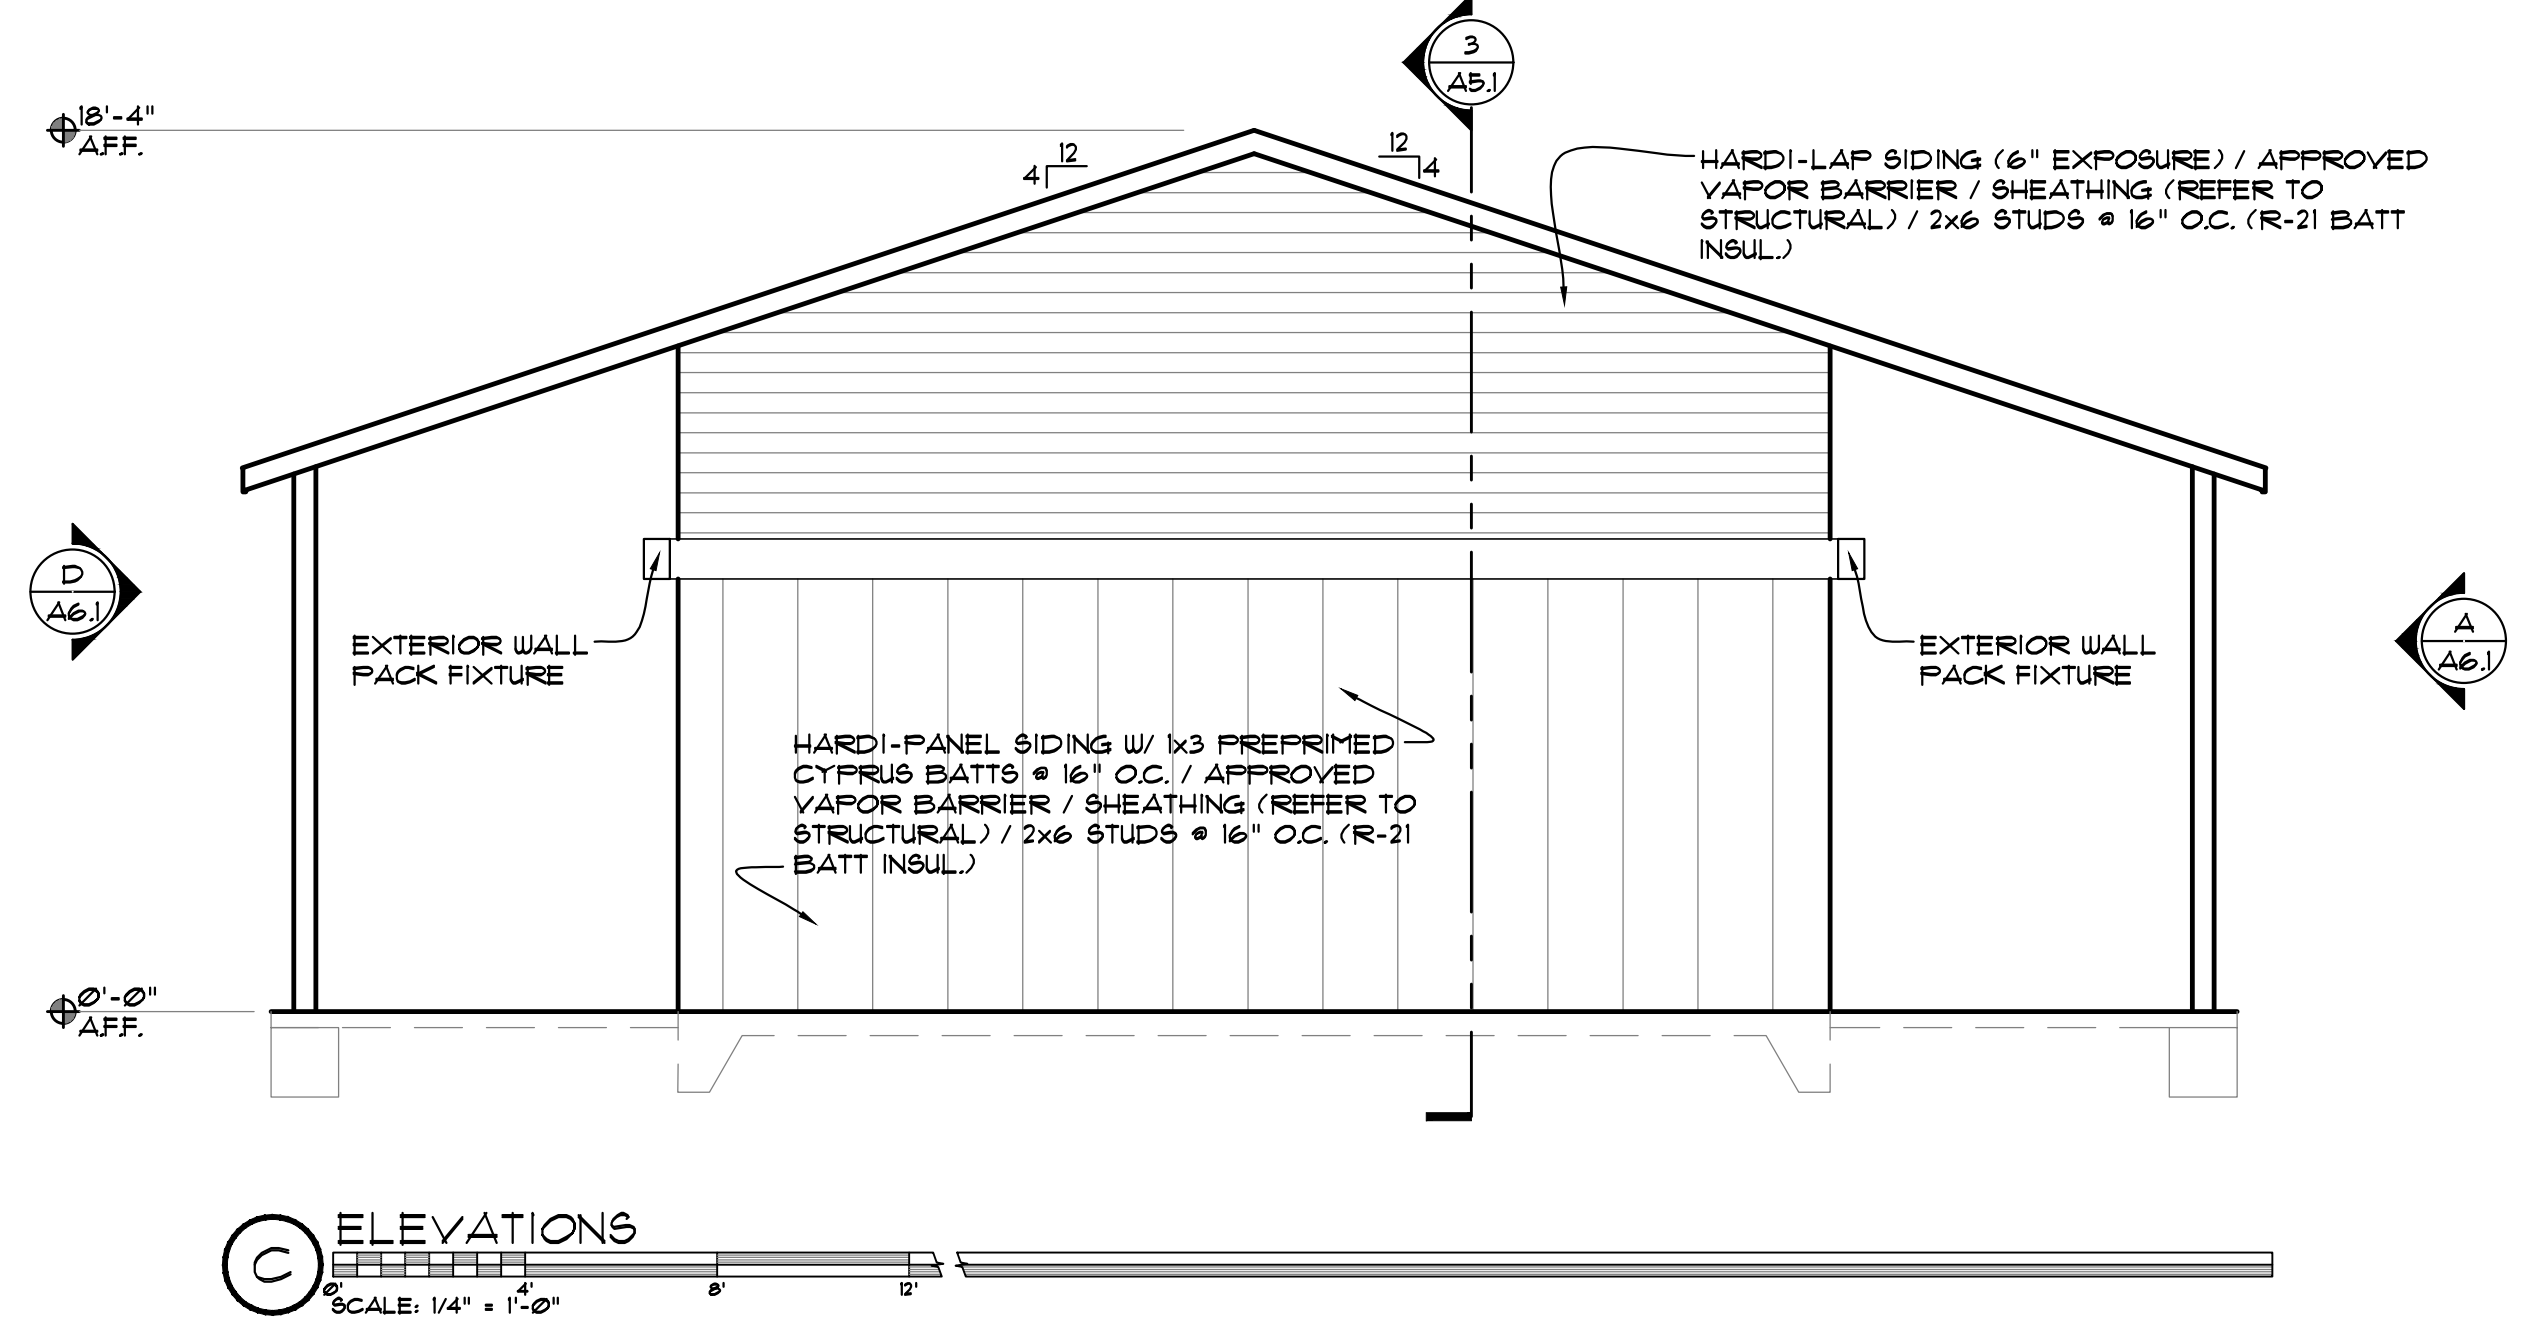 3
A5.1
18'-4"
A.F.F.
12
4
12
4
HARDI-LAP SIDING (6" EXPOSURE) / APPROVED
VAPOR BARRIER / SHEATHING (REFER TO
STRUCTURAL) / 2x6 STUDS @ 16" O.C. (R-21 BATT
INSUL.)
D
A6.1
EXTERIOR WALL
PACK FIXTURE
EXTERIOR WALL
PACK FIXTURE
A
A6.1
HARDI-PANEL SIDING W/ 1x3 PREPRIMED
CYPRUS BATTS @ 16" O.C. / APPROVED
VAPOR BARRIER / SHEATHING (REFER TO
STRUCTURAL) / 2x6 STUDS @ 16" O.C. (R-21
BATT INSUL.)
0'-0"
A.F.F.
C
ELEVATIONS
0' 4' 8' 12'
SCALE: 1/4" = 1'-0"